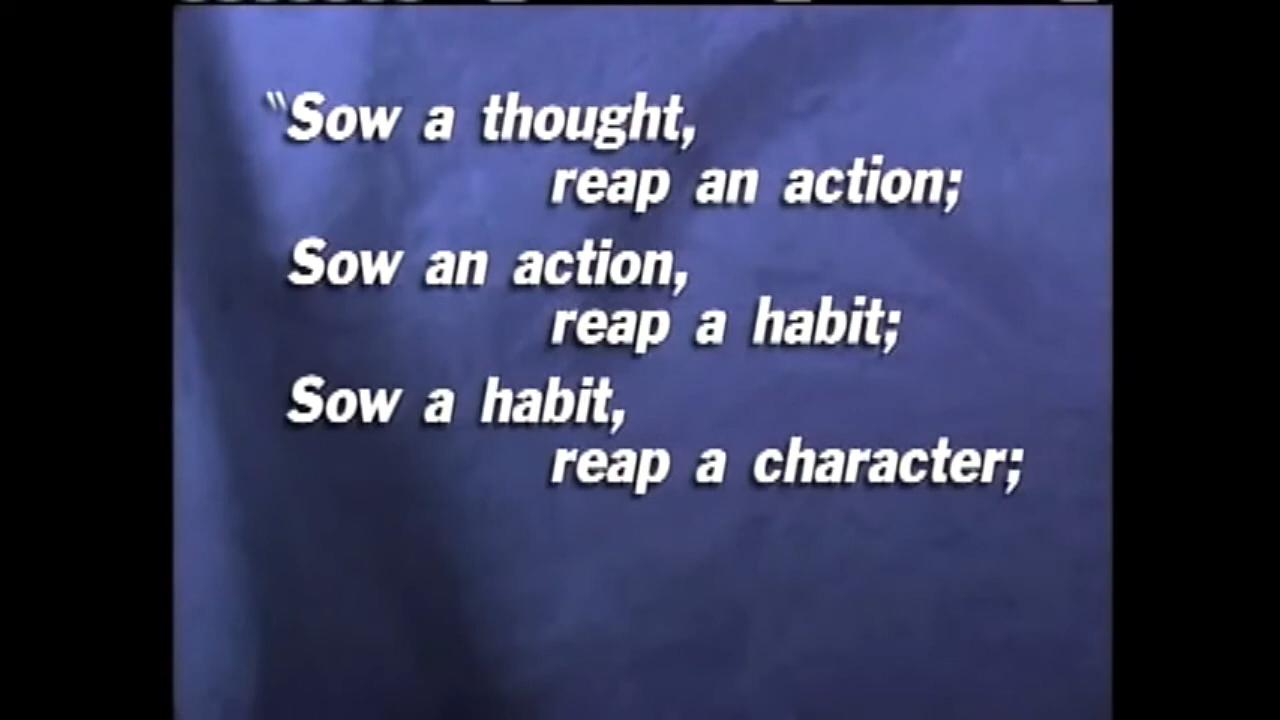 "Sow a thought,
reap an action;
Sow an action,
reap a habit;
Sow a habit,
reap a character;